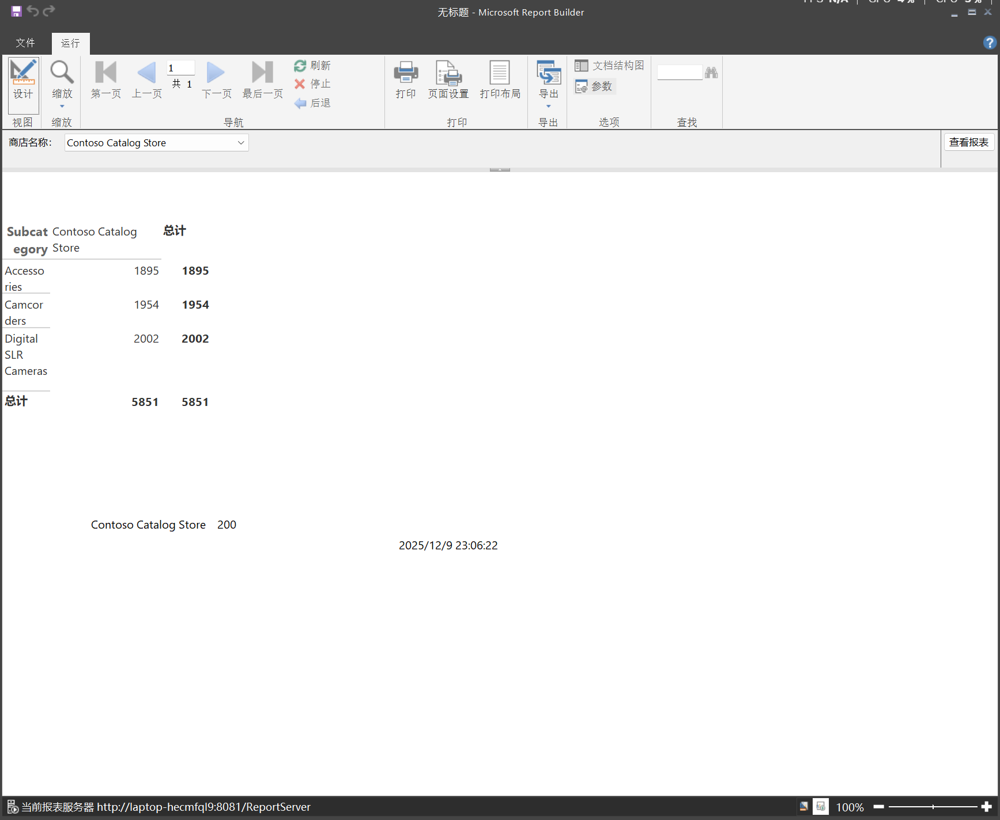 无标题 - Microsoft Report Builder
文件
运行
设计
缩放
第一页
上一页
1
共 1
下一页
最后一页
刷新
停止
后退
打印
页面设置
打印布局
导出
文档结构图
参数
视图
缩放
导航
打印
导出
选项
查找
商店名称:
Contoso Catalog Store
查看报表
Subcat
egory
Contoso Catalog
Store
总计
Accesso
ries
1895
1895
Camcor
ders
1954
1954
Digital
SLR
Cameras
2002
2002
总计
5851
5851
Contoso Catalog Store
200
2025/12/9 23:06:22
当前报表服务器 http://laptop-hecmfql9:8081/ReportServer
100%